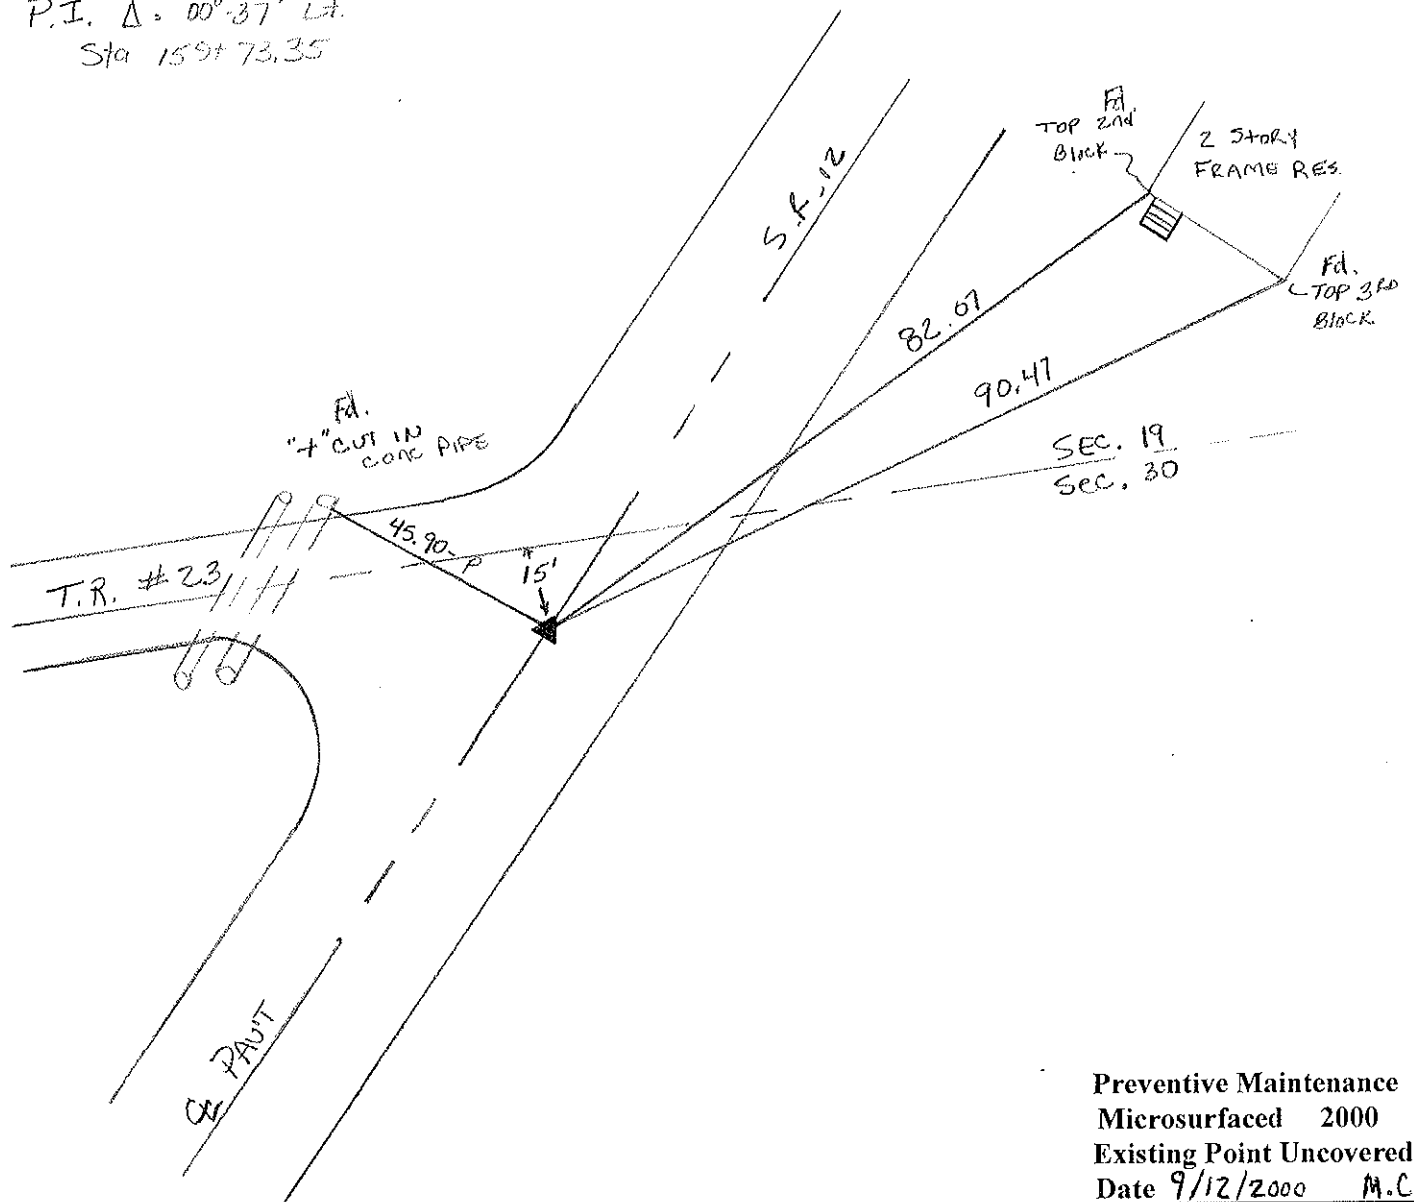 P.I. Δ = 00°-37' Lt.
Sta 159+73.35
Fd.
TOP 2nd
BLOCK
2 STORY
FRAME RES.
S.R. 12
Fd.
TOP 3RD
BLOCK
82.07
90.47
Fd.
"+" CUT IN
CONC PIPE
SEC. 19
SEC. 30
45.90
15'
T.R. #23
℄ PAV'T
Preventive Maintenance
Microsurfaced 2000
Existing Point Uncovered
Date 9/12/2000 M.C